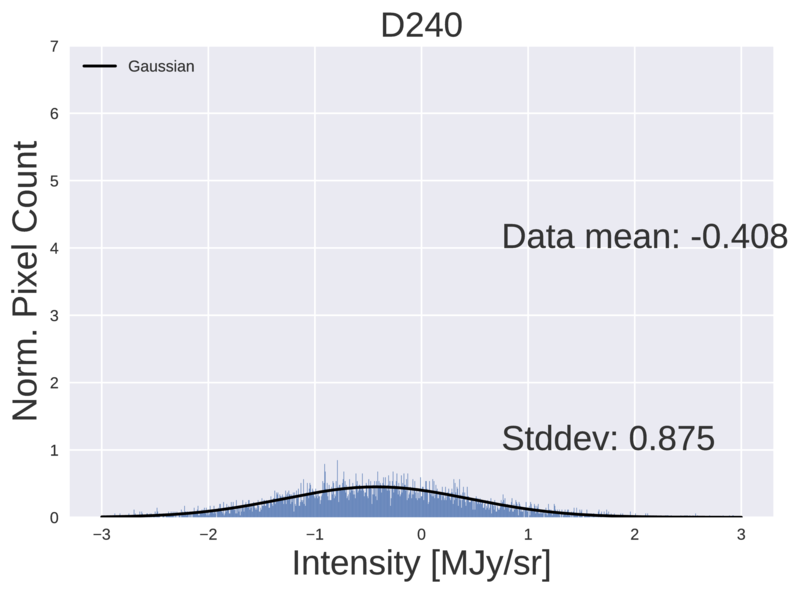 D240
7
Gaussian
6
5
Data mean: -0.408
4
3
2
Stddev: 0.875
1
0
Norm. Pixel Count
−3 −2 −1 0 1 2 3
Intensity [MJy/sr]